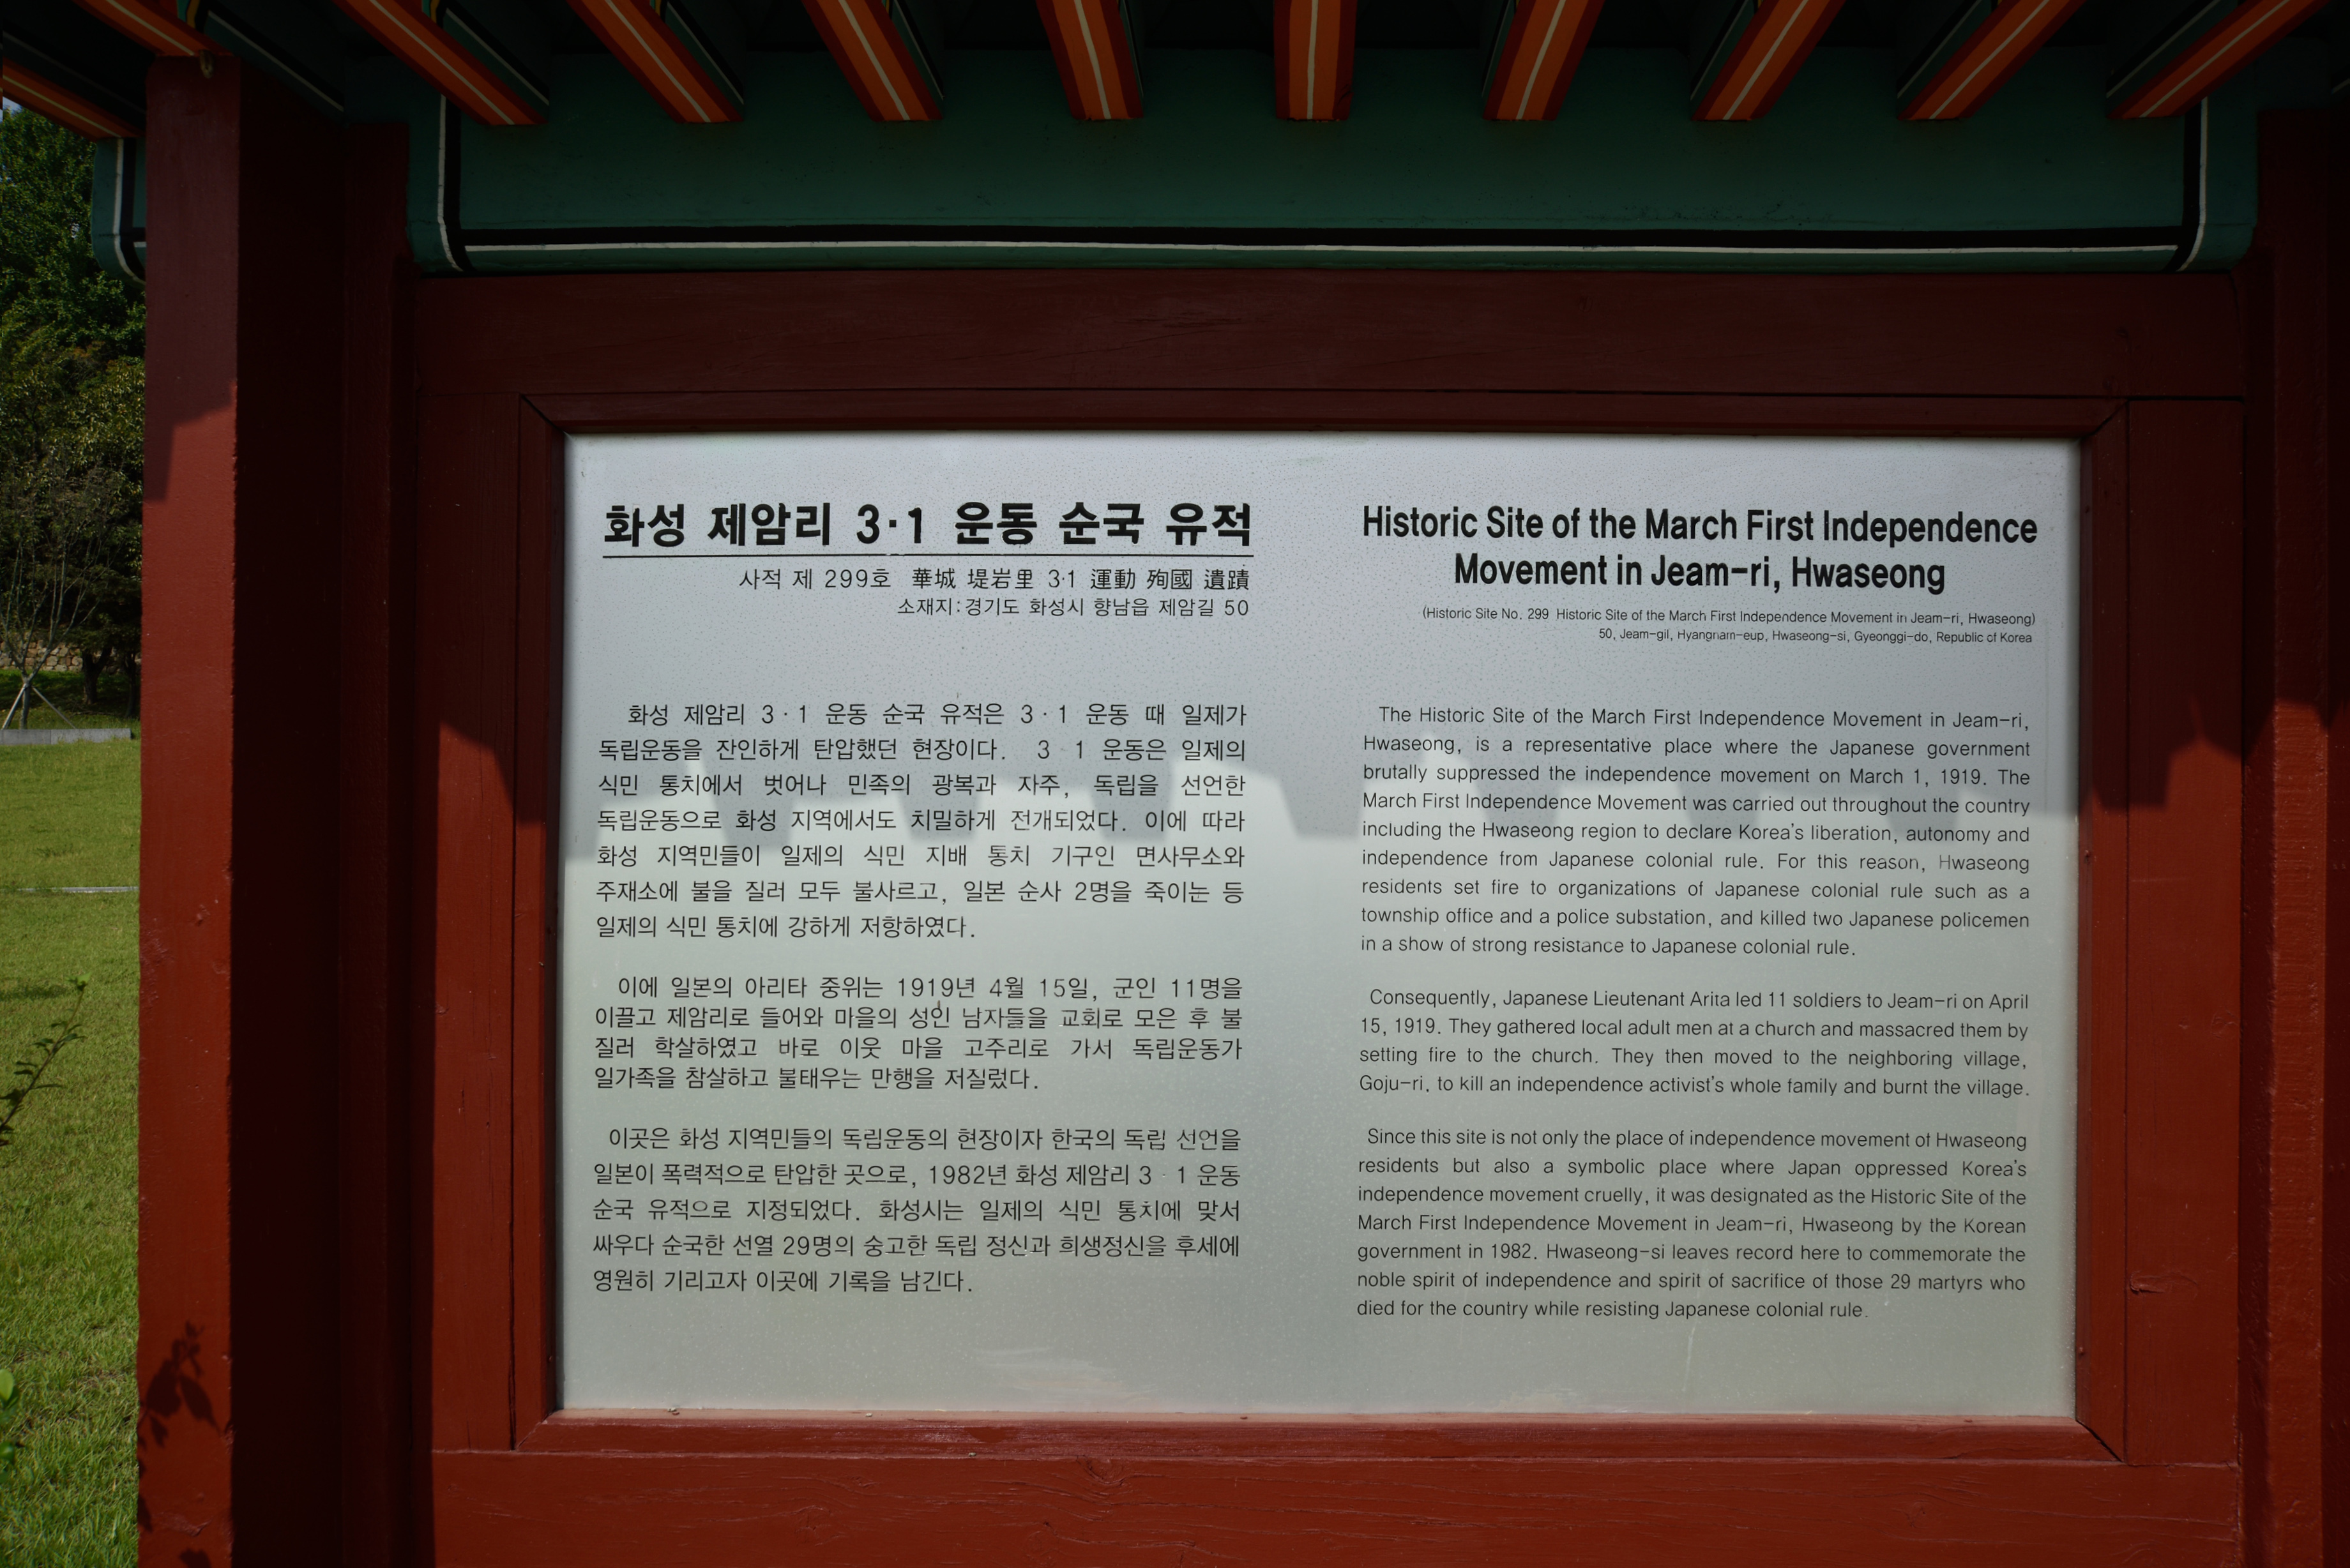 화성 제암리 3·1 운동 순국 유적
사적 제 299호 華城 堤岩里 3·1 運動 殉國 遺蹟
소재지:경기도 화성시 향남읍 제암길 50
화성 제암리 3·1 운동 순국 유적은 3·1 운동 때 일제가
독립운동을 잔인하게 탄압했던 현장이다. 3 1 운동은 일제의
식민 통치에서 벗어나 민족의 광복과 자주, 독립을 선언한
독립운동으로 화성 지역에서도 치밀하게 전개되었다. 이에 따라
화성 지역민들이 일제의 식민 지배 통치 기구인 면사무소와
주재소에 불을 질러 모두 불사르고, 일본 순사 2명을 죽이는 등
일제의 식민 통치에 강하게 저항하였다.
이에 일본의 아리타 중위는 1919년 4월 15일, 군인 11명을
이끌고 제암리로 들어와 마을의 성인 남자들을 교회로 모은 후 불
질러 학살하였고 바로 이웃 마을 고주리로 가서 독립운동가
일가족을 참살하고 불태우는 만행을 저질렀다.
이곳은 화성 지역민들의 독립운동의 현장이자 한국의 독립 선언을
일본이 폭력적으로 탄압한 곳으로, 1982년 화성 제암리 3 · 1 운동
순국 유적으로 지정되었다. 화성시는 일제의 식민 통치에 맞서
싸우다 순국한 선열 29명의 숭고한 독립 정신과 희생정신을 후세에
영원히 기리고자 이곳에 기록을 남긴다.
Historic Site of the March First Independence
Movement in Jeam-ri, Hwaseong
(Historic Site No. 299 Historic Site of the March First Independence Movement in Jeam-ri, Hwaseong)
50, Jeam-gil, Hyangnam-eup, Hwaseong-si, Gyeonggi-do, Republic of Korea
The Historic Site of the March First Independence Movement in Jeam-ri,
Hwaseong, is a representative place where the Japanese government
brutally suppressed the independence movement on March 1, 1919. The
March First Independence Movement was carried out throughout the country
including the Hwaseong region to declare Korea's liberation, autonomy and
independence from Japanese colonial rule. For this reason, Hwaseong
residents set fire to organizations of Japanese colonial rule such as a
township office and a police substation, and killed two Japanese policemen
in a show of strong resistance to Japanese colonial rule.
Consequently, Japanese Lieutenant Arita led 11 soldiers to Jeam-ri on April
15, 1919. They gathered local adult men at a church and massacred them by
setting fire to the church. They then moved to the neighboring village,
Goju-ri, to kill an independence activist's whole family and burnt the village.
Since this site is not only the place of independence movement of Hwaseong
residents but also a symbolic place where Japan oppressed Korea's
independence movement cruelly, it was designated as the Historic Site of the
March First Independence Movement in Jeam-ri, Hwaseong by the Korean
government in 1982. Hwaseong-si leaves record here to commemorate the
noble spirit of independence and spirit of sacrifice of those 29 martyrs who
died for the country while resisting Japanese colonial rule.